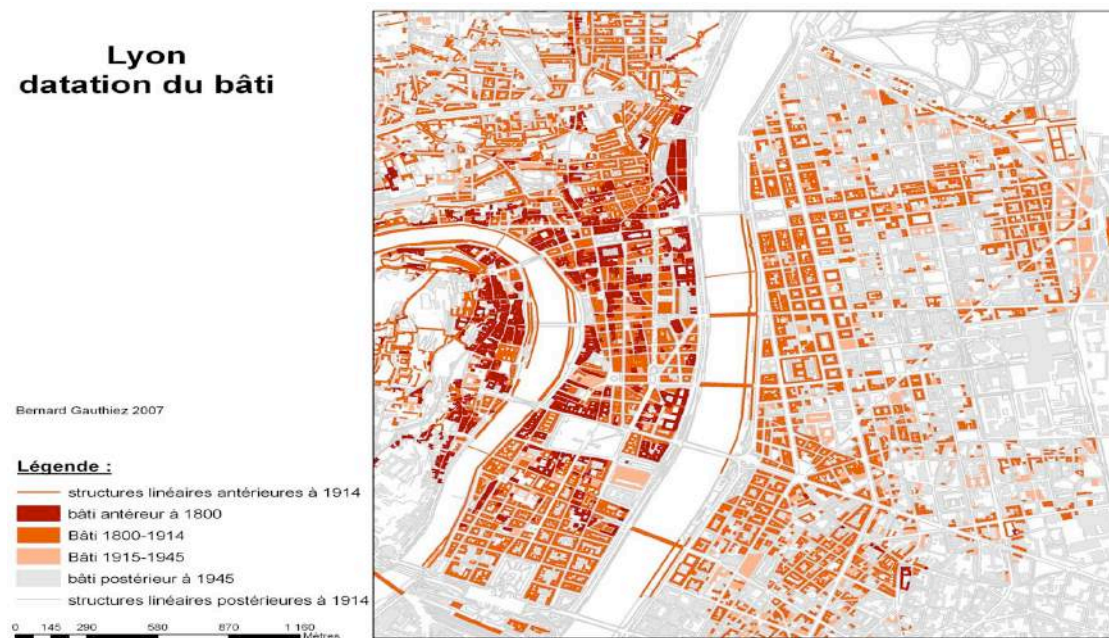 Lyon
datation du bâti
Bernard Gauthiez 2007
Légende :
structures linéaires antérieures à 1914
bâti antéreur à 1800
Bâti 1800-1914
Bâti 1915-1945
bâti postérieur à 1945
structures linéaires postérieures à 1914
0 145 290 580 870 1 160
Mètres